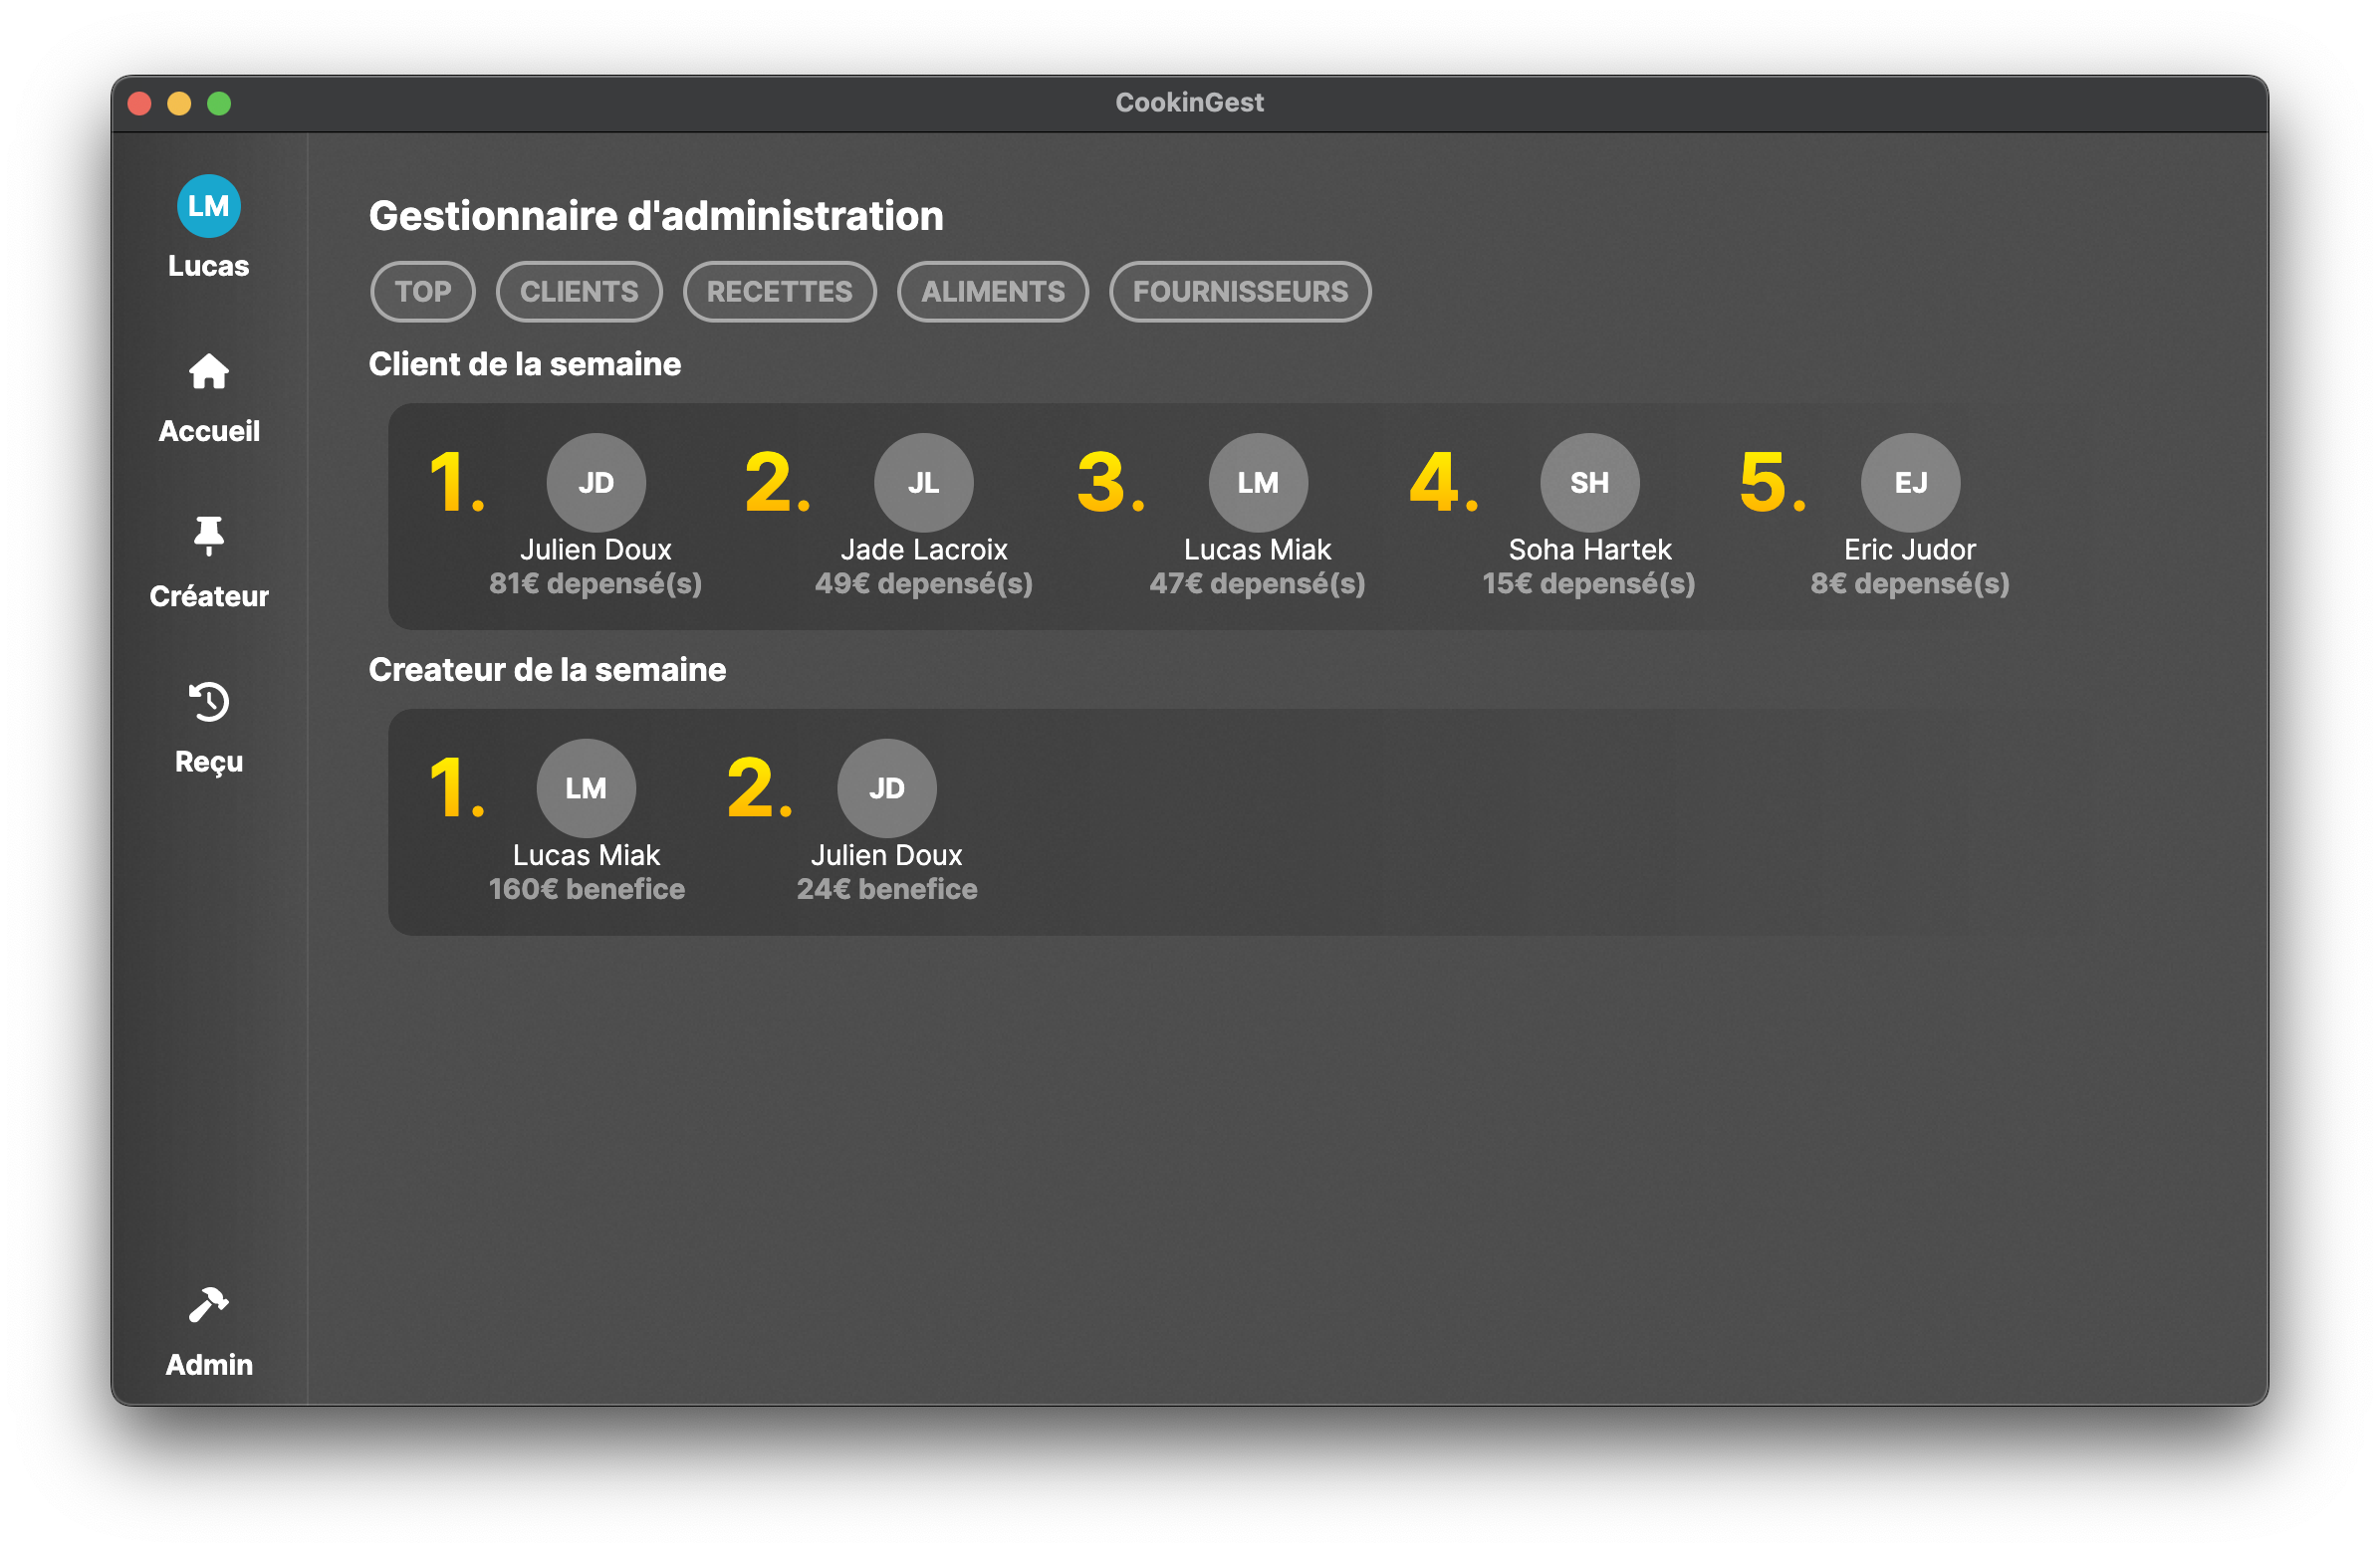 CookinGest
LM
Lucas
Accueil
Créateur
Reçu
Admin
Gestionnaire d'administration
TOP CLIENTS RECETTES ALIMENTS FOURNISSEURS
Client de la semaine
1. JD 2. JL 3. LM 4. SH 5. EJ
Julien Doux Jade Lacroix Lucas Miak Soha Hartek Eric Judor
81€ depensé(s) 49€ depensé(s) 47€ depensé(s) 15€ depensé(s) 8€ depensé(s)
Createur de la semaine
1. LM 2. JD
Lucas Miak Julien Doux
160€ benefice 24€ benefice